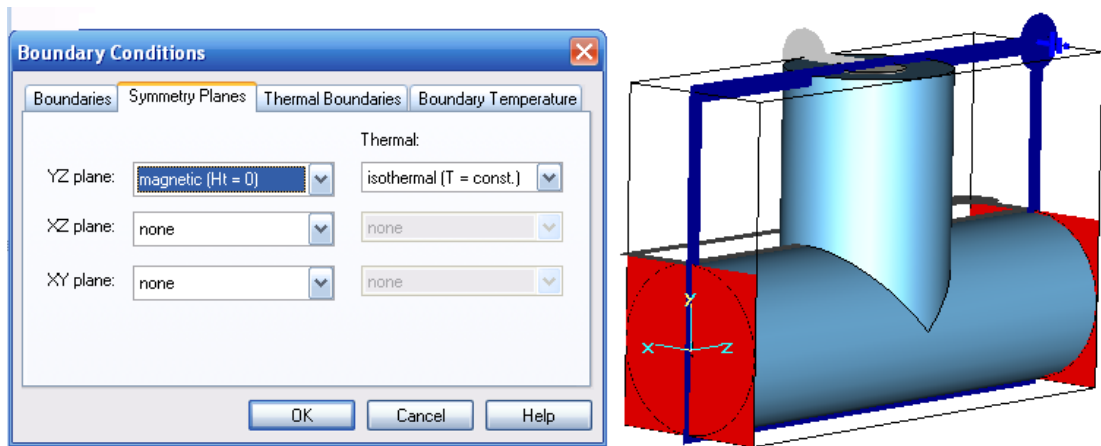 Boundary Conditions
Boundaries Symmetry Planes Thermal Boundaries Boundary Temperature
Thermal:
YZ plane: magnetic (Ht = 0) isothermal (T = const.)
XZ plane: none none
XY plane: none none
OK Cancel Help
Y
X Z